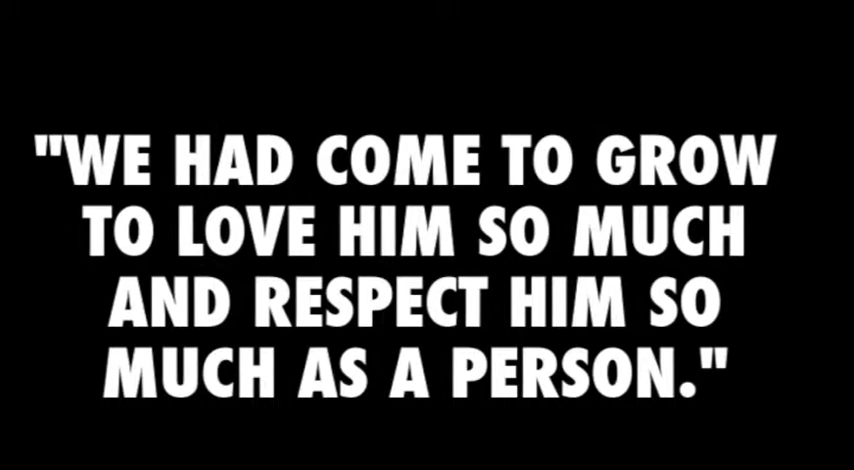 "WE HAD COME TO GROW
TO LOVE HIM SO MUCH
AND RESPECT HIM SO
MUCH AS A PERSON."